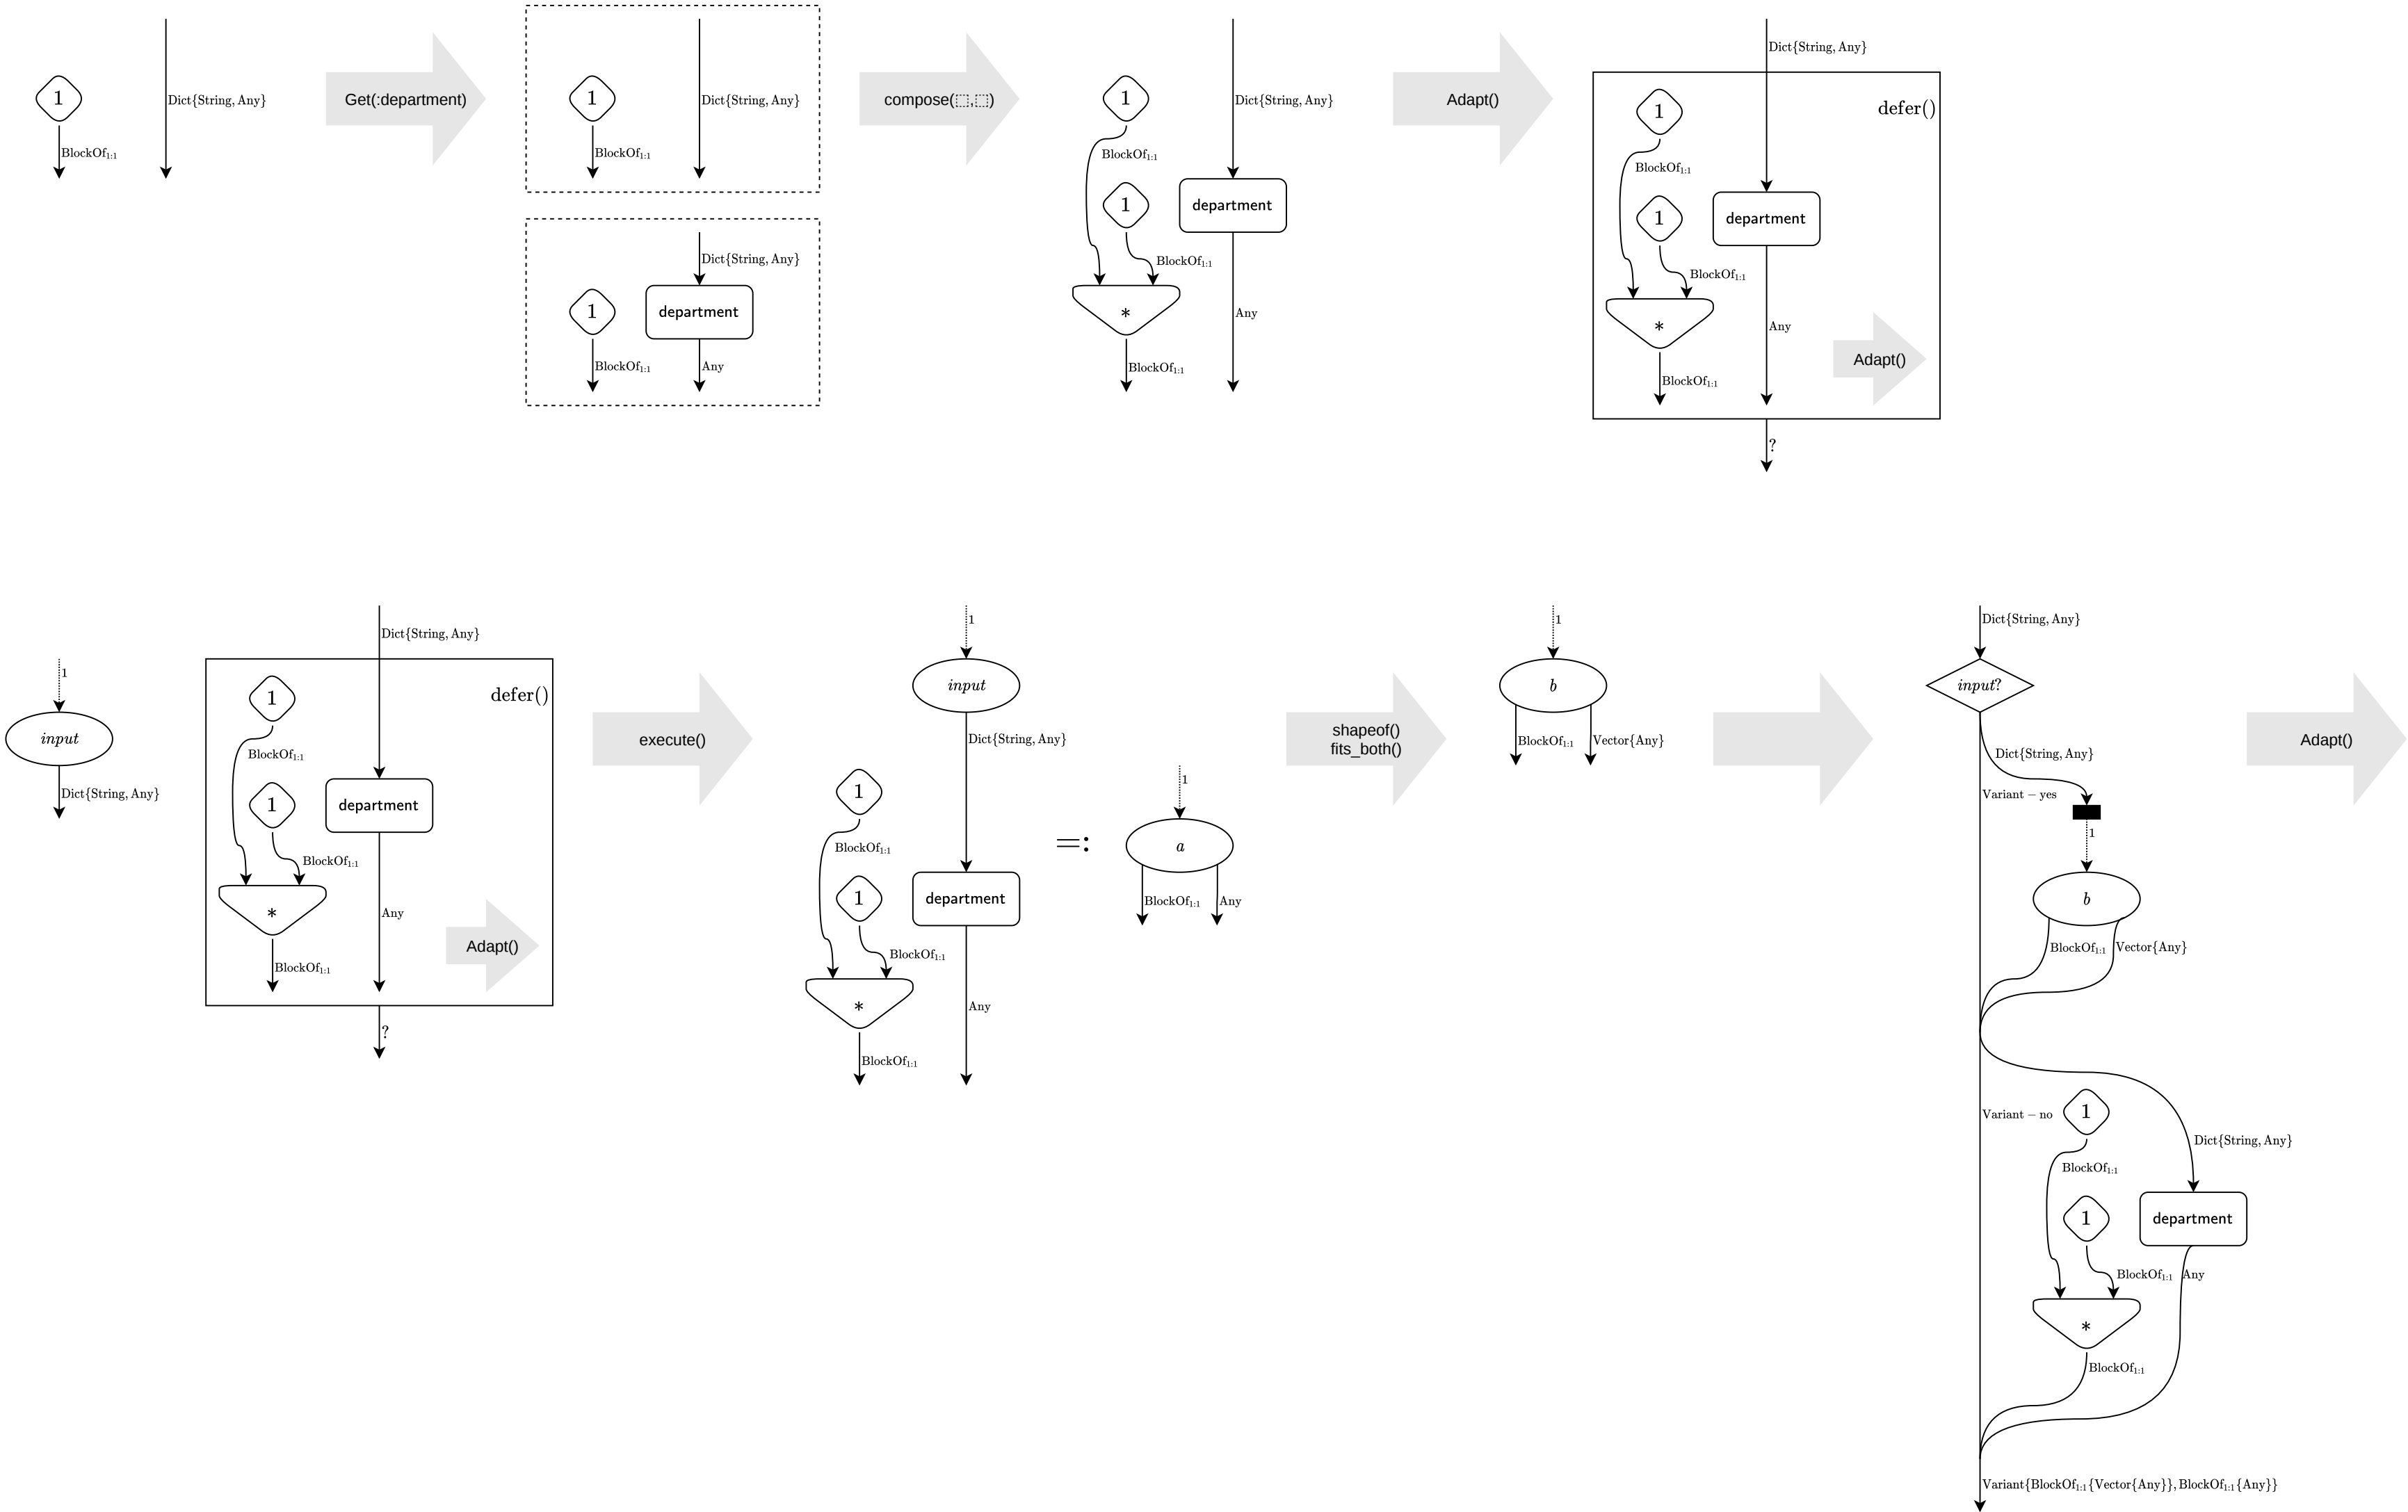 1
BlockOf1:1
Dict{String, Any}
Get(:department)
1
BlockOf1:1
Dict{String, Any}
Dict{String, Any}
1
department
BlockOf1:1
Any
compose(⬚,⬚)
Dict{String, Any}
1
BlockOf1:1
1
department
BlockOf1:1
*
Any
BlockOf1:1
Adapt()
Dict{String, Any}
defer()
1
BlockOf1:1
1
department
BlockOf1:1
*
Any
Adapt()
BlockOf1:1
?
1
input
Dict{String, Any}
Dict{String, Any}
defer()
1
BlockOf1:1
1
department
BlockOf1:1
*
Any
Adapt()
BlockOf1:1
?
execute()
1
input
Dict{String, Any}
1
BlockOf1:1
1
department
BlockOf1:1
*
Any
BlockOf1:1
=:
1
a
BlockOf1:1
Any
shapeof()
fits_both()
1
b
BlockOf1:1
Vector{Any}
Dict{String, Any}
input?
Dict{String, Any}
Variant − yes
1
b
BlockOf1:1
Vector{Any}
Variant − no
1
Dict{String, Any}
BlockOf1:1
1
department
BlockOf1:1
Any
*
BlockOf1:1
Variant{BlockOf1:1{Vector{Any}}, BlockOf1:1{Any}}
Adapt()